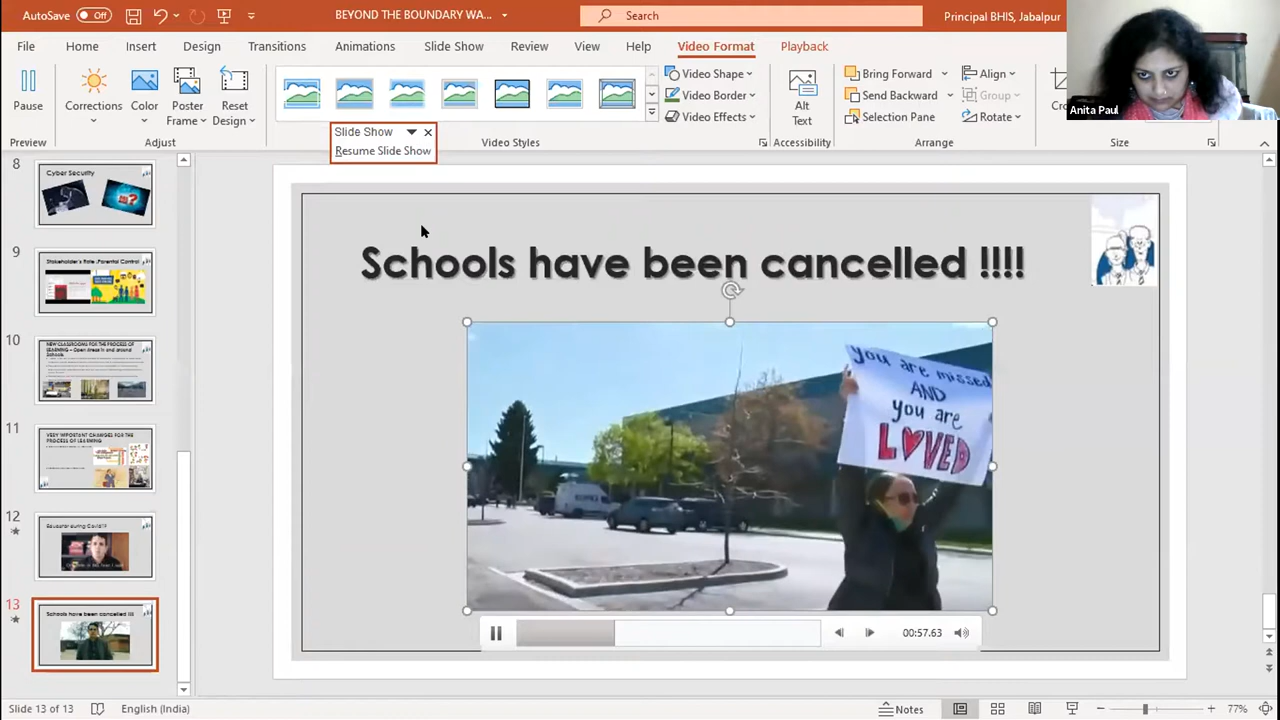 AutoSave Off BEYOND THE BOUNDARY WA... Search Principal BHIS, Jabalpur
File Home Insert Design Transitions Animations Slide Show Review View Help Video Format Playback
Pause Corrections Color Poster Frame Reset Design
Video Shape
Video Border
Video Effects
Alt Text
Bring Forward
Send Backward
Selection Pane
Align
Group
Rotate
Anita Paul
Preview Adjust Video Styles Accessibility Arrange Size
Slide Show
Resume Slide Show
8
Cyber Security
9
Stakeholder's Role :Parental Control
10
NEW CLASSROOMS FOR THE PROCESS OF
LEARNING – Open Areas in and around
Schools.
11
VERY IMPORTANT CHANGES FOR THE
PROCESS OF LEARNING
12
Educator during Covid19
13
Schools have been cancelled !!!!
Schools have been cancelled !!!!
you are missed
AND
you are
LOVED
00:57.63
Slide 13 of 13 English (India) Notes 77%